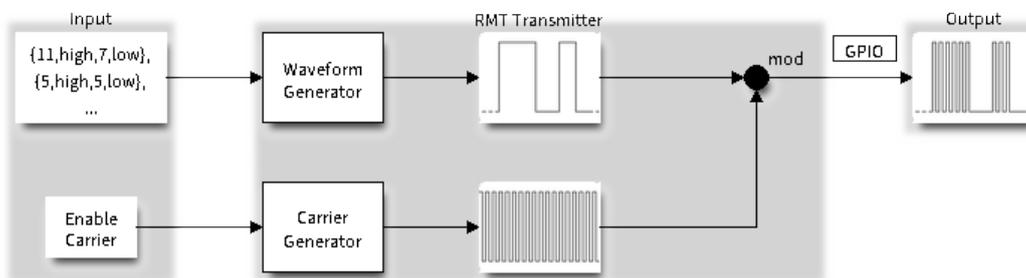 Input
RMT Transmitter
Output
{11,high,7,low},
{5,high,5,low},
...
Waveform
Generator
mod
GPIO
Enable
Carrier
Carrier
Generator